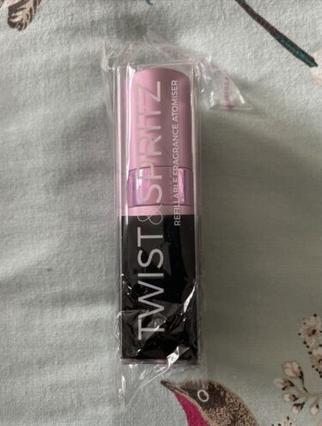 TWIST&SPRITZ
REFILLABLE FRAGRANCE ATOMISER